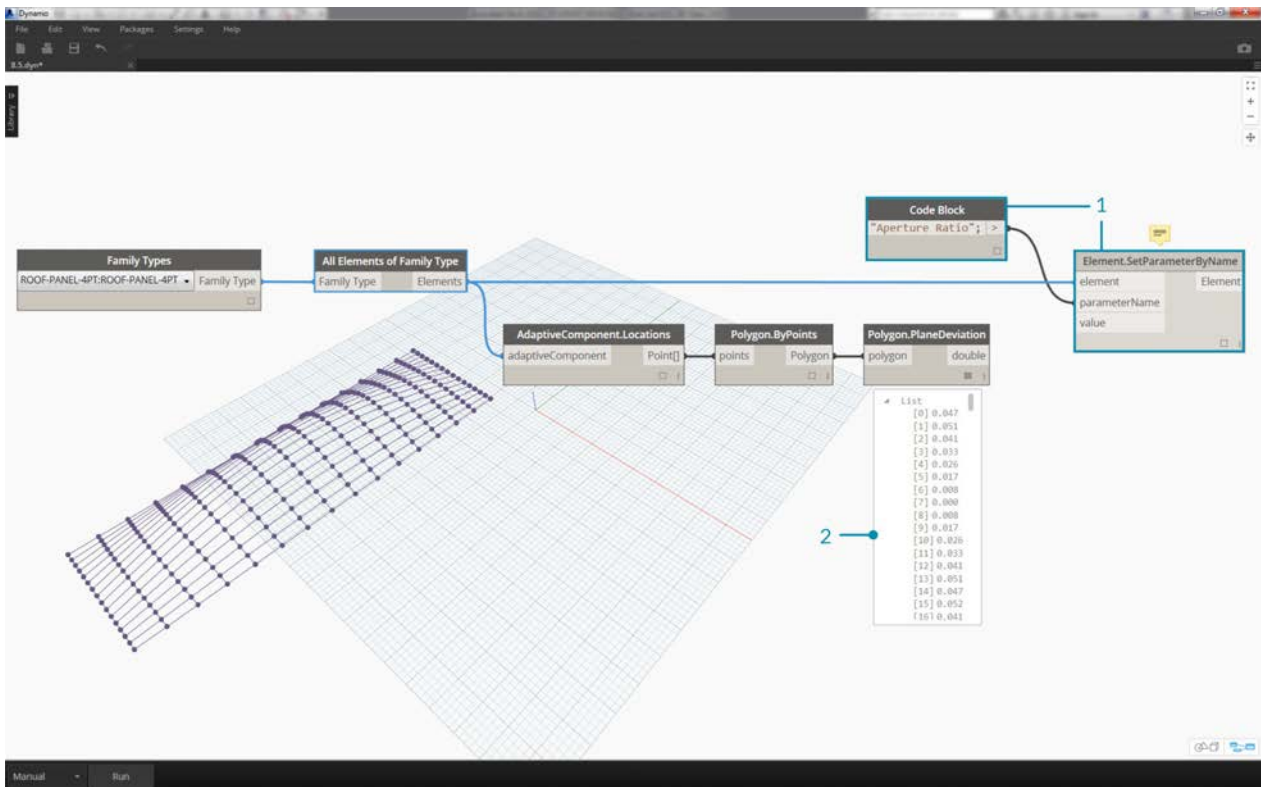 Dynamo
File Edit View Packages Settings Help
8.5.dyn*
Library
1
Code Block
"Aperture Ratio"; >
Family Types
ROOF-PANEL-4PT:ROOF-PANEL-4PT Family Type
All Elements of Family Type
Family Type Elements
Element.SetParameterByName
element Element
parameterName
value
AdaptiveComponent.Locations
adaptiveComponent Point[]
Polygon.ByPoints
points Polygon
Polygon.PlaneDeviation
polygon double
List
[0] 0.047
[1] 0.051
[2] 0.041
[3] 0.033
[4] 0.026
[5] 0.017
[6] 0.008
[7] 0.000
[8] 0.008
[9] 0.017
[10] 0.026
[11] 0.033
[12] 0.041
[13] 0.051
[14] 0.047
[15] 0.052
[16] 0.041
2
Manual Run